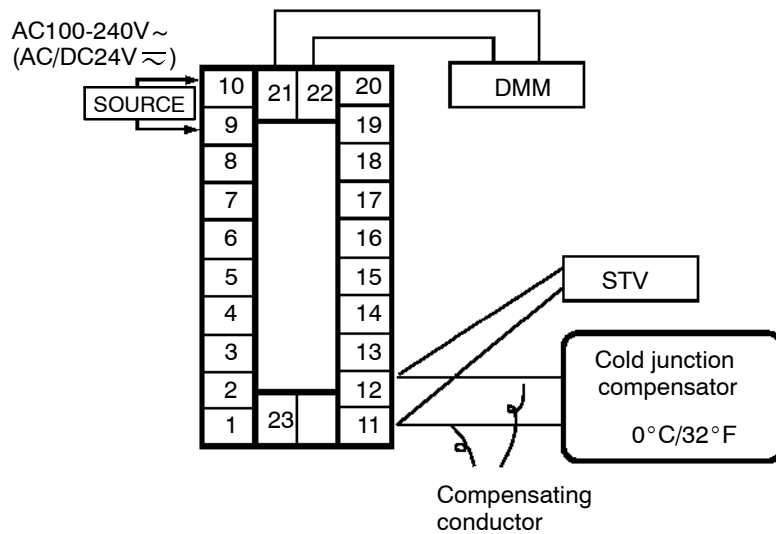 AC100-240V ~
(AC/DC24V ⎓~)
SOURCE
DMM
10
21
22
20
9
19
8
18
7
17
6
16
5
15
4
14
3
13
2
12
1
23
11
STV
Cold junction
compensator
0°C/32°F
Compensating
conductor